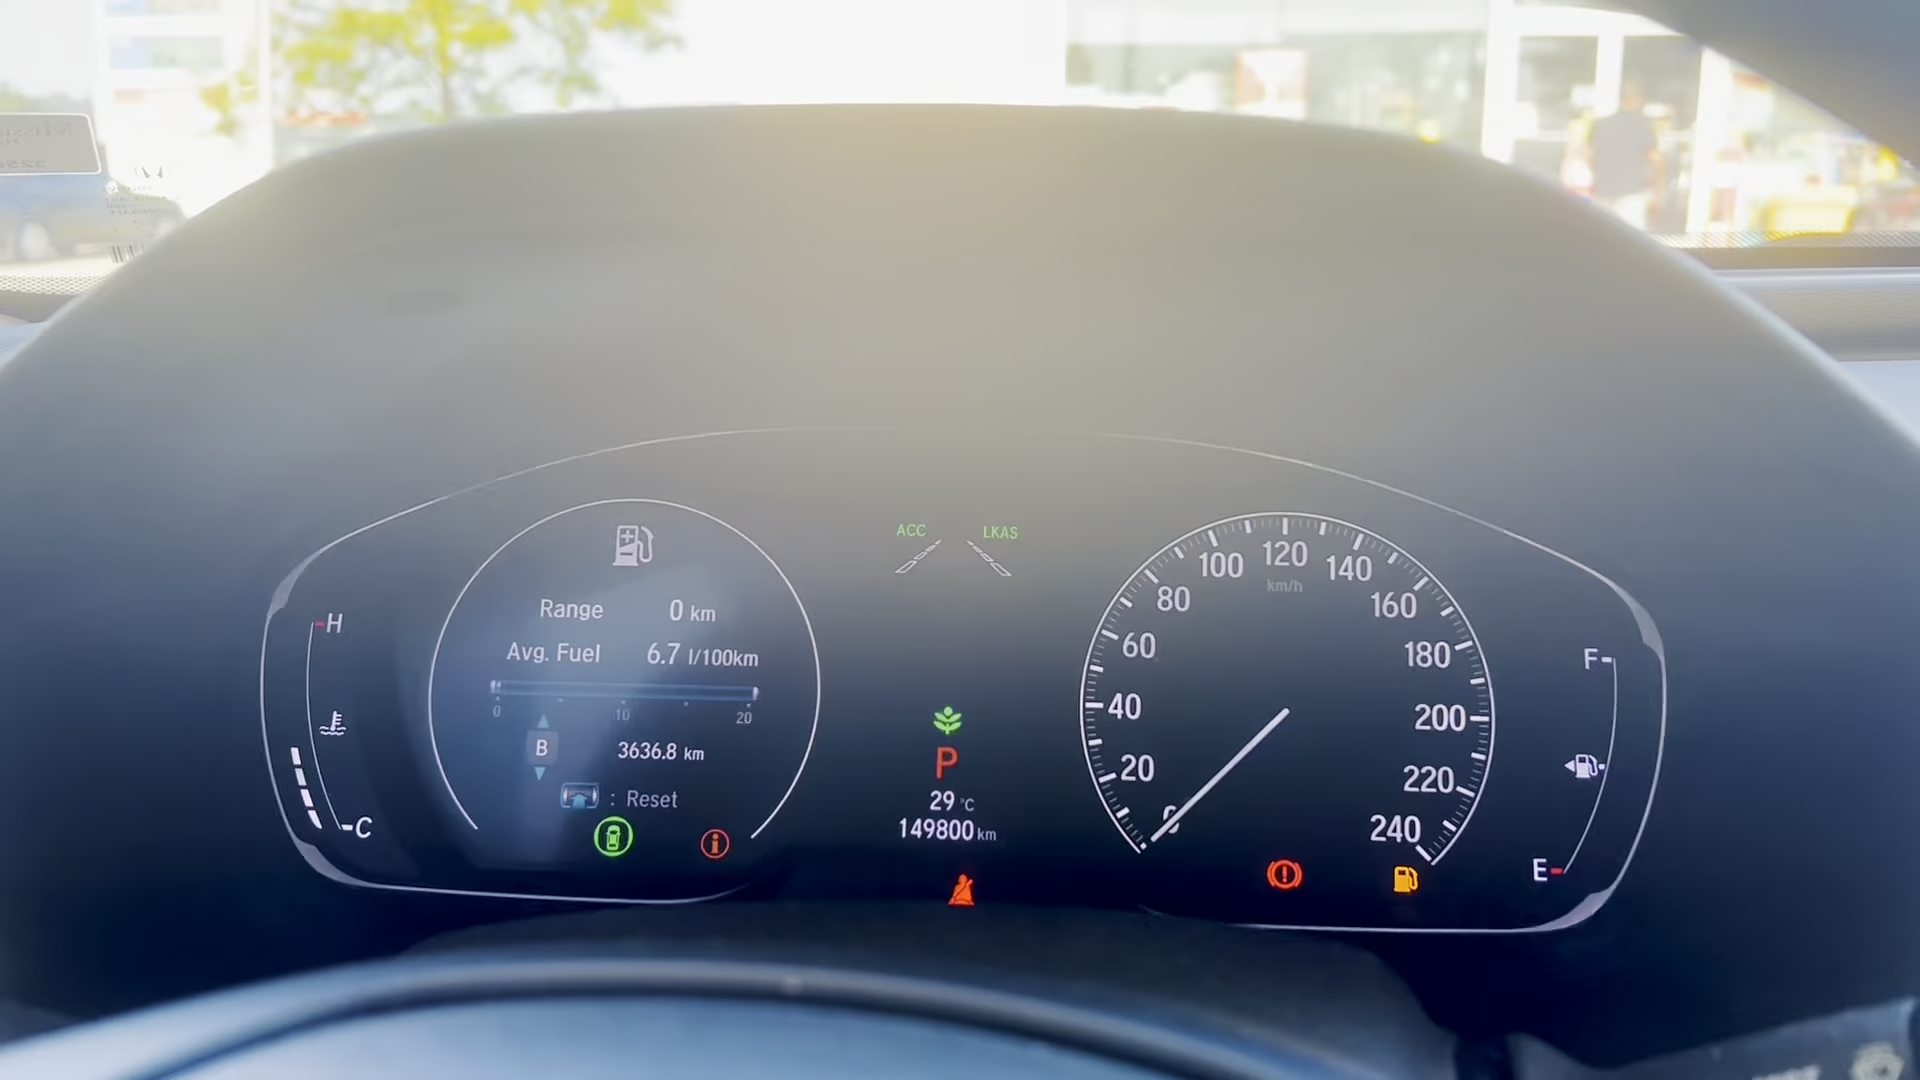 ACC LKAS
Range 0 km
Avg. Fuel 6.7 l/100km
0 10 20
B 3636.8 km
: Reset
H
C
P
29 °C
149800 km
0 20 40 60 80 100 120 140 160 180 200 220 240
km/h
F
E